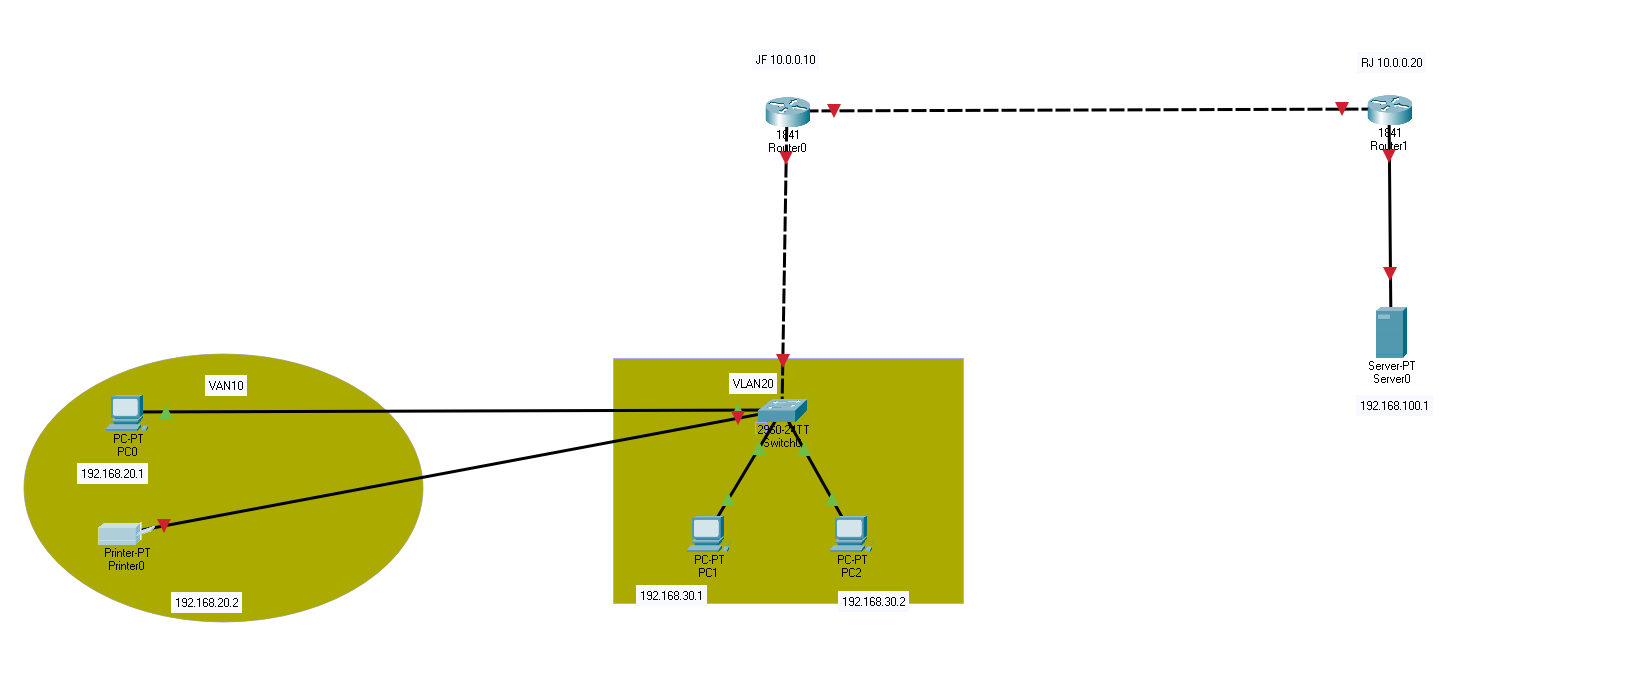 JF 10.0.0.10
RJ 10.0.0.20
1841
Router0
1841
Router1
Server-PT
Server0
192.168.100.1
VAN10
VLAN20
PC-PT
PC0
192.168.20.1
2950-24TT
Switch0
Printer-PT
Printer0
192.168.20.2
PC-PT
PC1
192.168.30.1
PC-PT
PC2
192.168.30.2